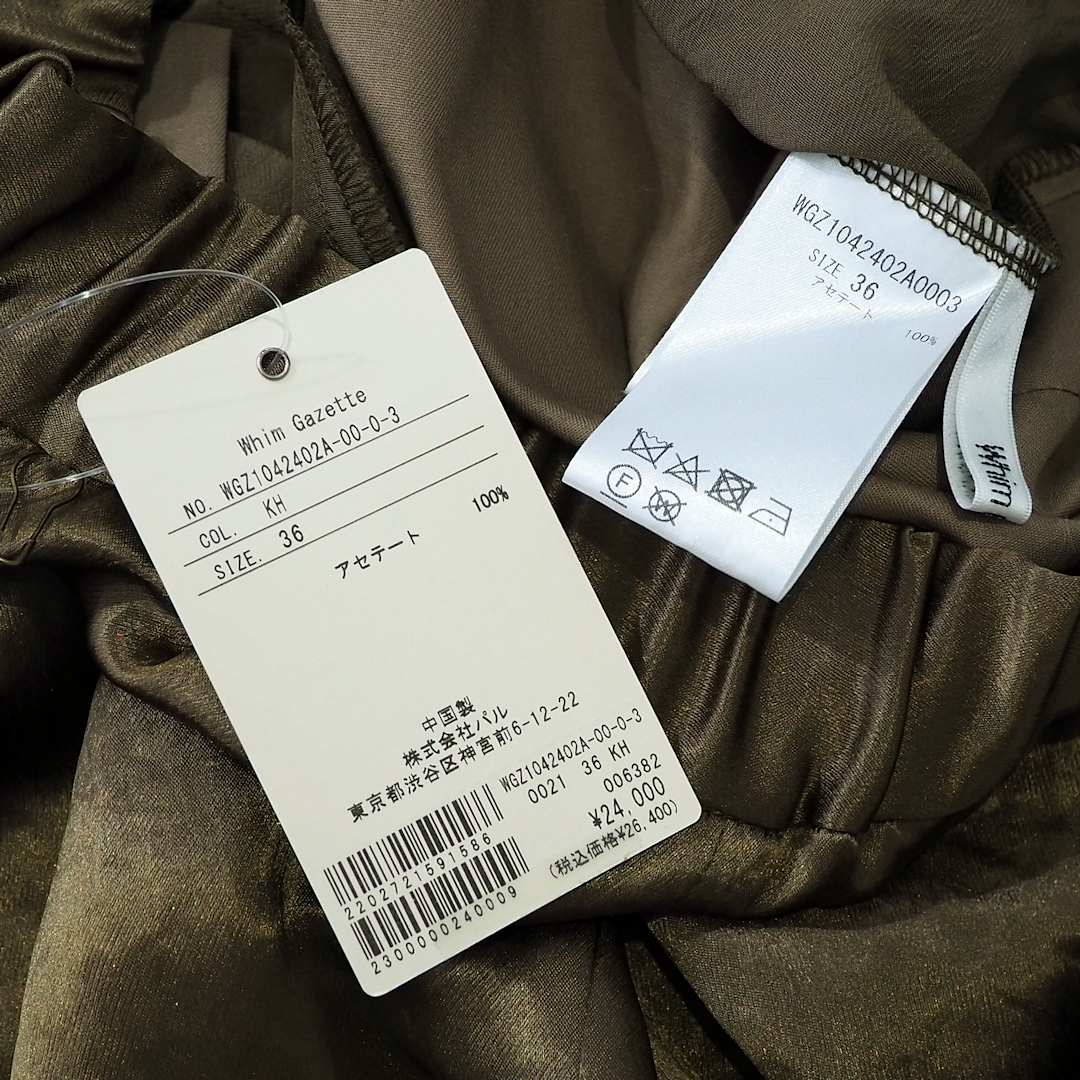 Whim Gazette
NO. WGZ1042402A-00-0-3
COL. KH
SIZE. 36
100%
アセテート
中国製
株式会社パル
東京都渋谷区神宮前6-12-22
WGZ1042402A-00-0-3
0021 36 KH
006382
¥24,000
(税込価格¥26,400)
2202721591586
2300000240009
WGZ1042402A0003
SIZE 36
アセテート
100%
F
W
Whim